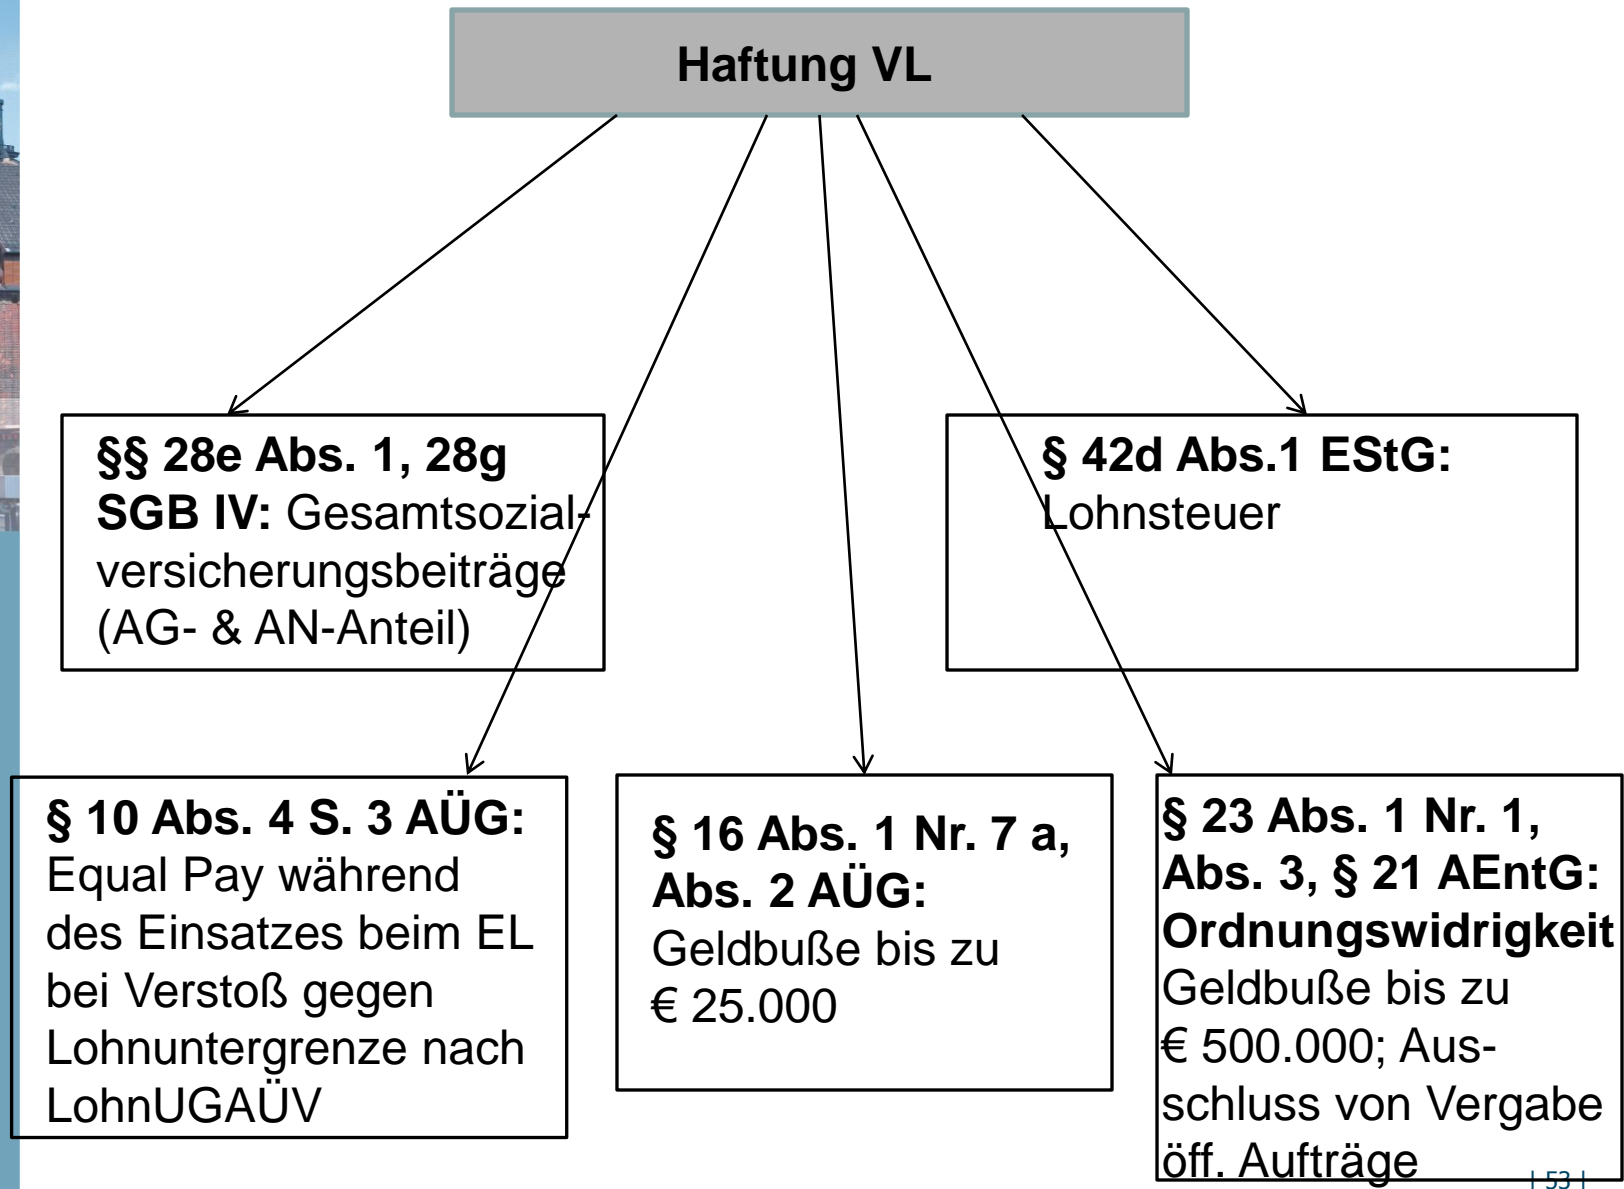 Haftung VL
§§ 28e Abs. 1, 28g
SGB IV: Gesamtsozial-
versicherungsbeiträge
(AG- & AN-Anteil)
§ 42d Abs.1 EStG:
Lohnsteuer
§ 10 Abs. 4 S. 3 AÜG:
Equal Pay während
des Einsatzes beim EL
bei Verstoß gegen
Lohnuntergrenze nach
LohnUGAÜV
§ 16 Abs. 1 Nr. 7 a,
Abs. 2 AÜG:
Geldbuße bis zu
€ 25.000
§ 23 Abs. 1 Nr. 1,
Abs. 3, § 21 AEntG:
Ordnungswidrigkeit
Geldbuße bis zu
€ 500.000; Aus-
schluss von Vergabe
öff. Aufträge
| 53 |